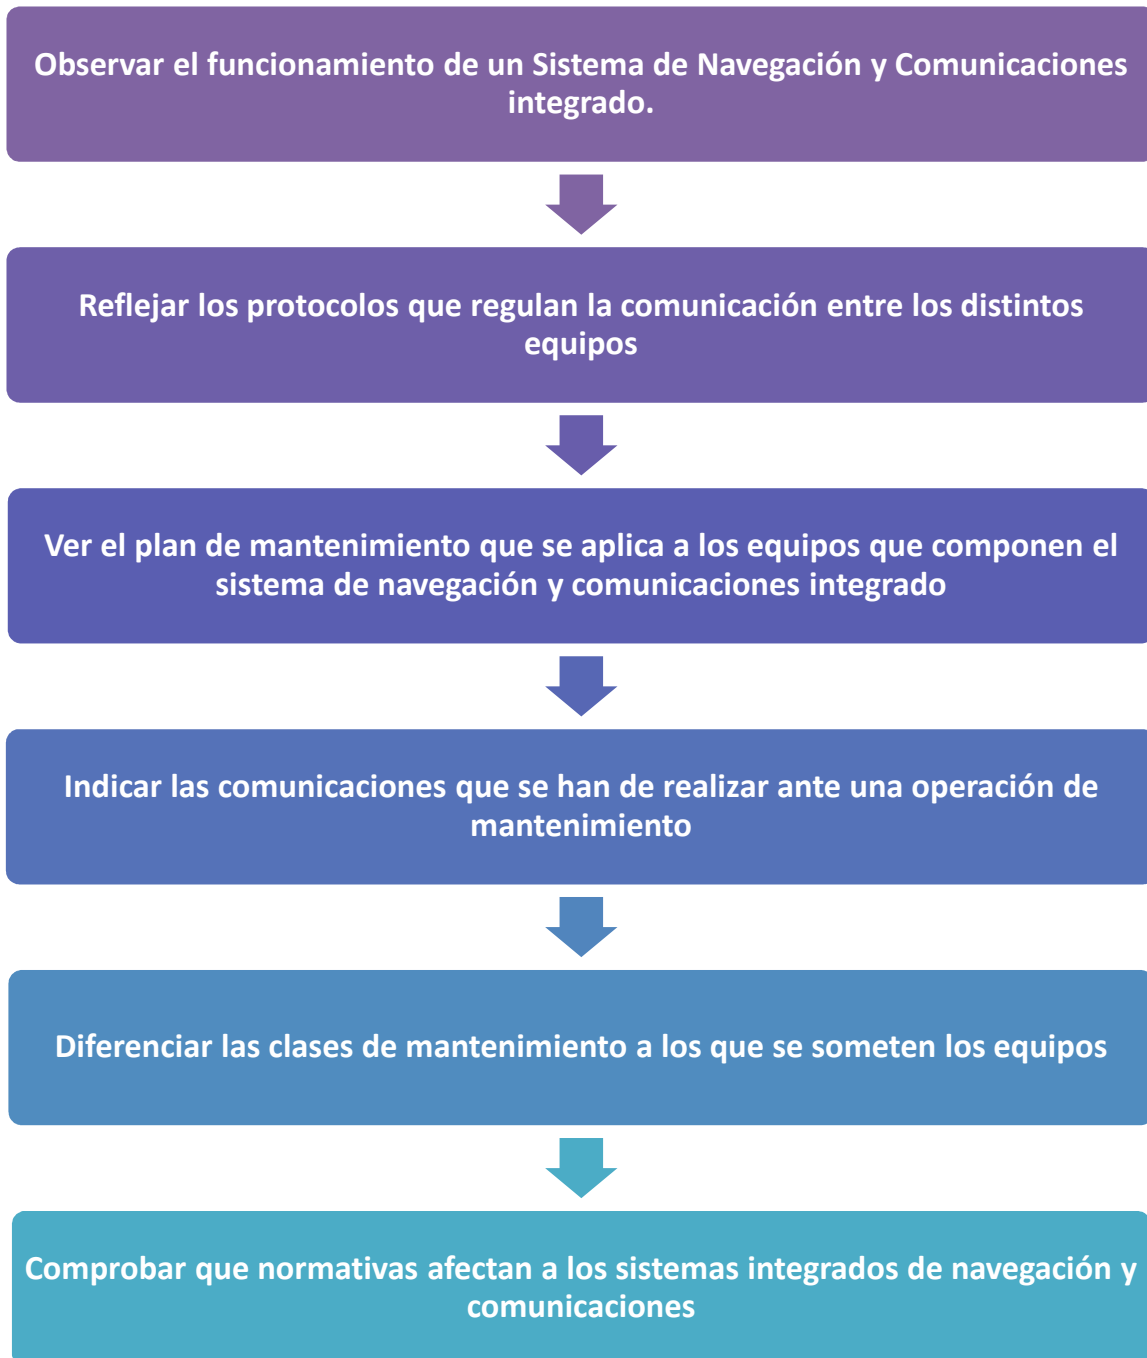 Observar el funcionamiento de un Sistema de Navegación y Comunicaciones
integrado.
Reflejar los protocolos que regulan la comunicación entre los distintos
equipos
Ver el plan de mantenimiento que se aplica a los equipos que componen el
sistema de navegación y comunicaciones integrado
Indicar las comunicaciones que se han de realizar ante una operación de
mantenimiento
Diferenciar las clases de mantenimiento a los que se someten los equipos
Comprobar que normativas afectan a los sistemas integrados de navegación y
comunicaciones